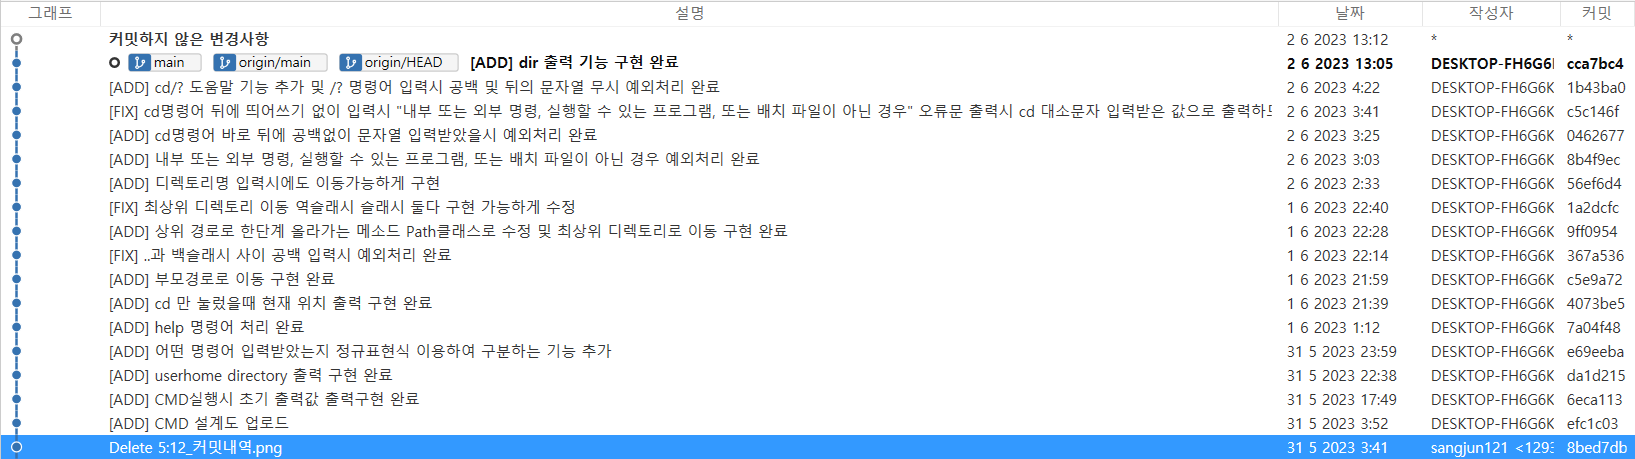 그래프 설명 날짜 작성자 커밋
커밋하지 않은 변경사항 2 6 2023 13:12 * *
main origin/main origin/HEAD [ADD] dir 출력 기능 구현 완료 2 6 2023 13:05 DESKTOP-FH6G6I cca7bc4
[ADD] cd/? 도움말 기능 추가 및 /? 명령어 입력시 공백 및 뒤의 문자열 무시 예외처리 완료 2 6 2023 4:22 DESKTOP-FH6G6K 1b43ba0
[FIX] cd명령어 뒤에 띄어쓰기 없이 입력시 "내부 또는 외부 명령, 실행할 수 있는 프로그램, 또는 배치 파일이 아닌 경우" 오류문 출력시 cd 대소문자 입력받은 값으로 출력하도 2 6 2023 3:41 DESKTOP-FH6G6K c5c146f
[ADD] cd명령어 바로 뒤에 공백없이 문자열 입력받았을시 예외처리 완료 2 6 2023 3:25 DESKTOP-FH6G6K 0462677
[ADD] 내부 또는 외부 명령, 실행할 수 있는 프로그램, 또는 배치 파일이 아닌 경우 예외처리 완료 2 6 2023 3:03 DESKTOP-FH6G6K 8b4f9ec
[ADD] 디렉토리명 입력시에도 이동가능하게 구현 2 6 2023 2:33 DESKTOP-FH6G6K 56ef6d4
[FIX] 최상위 디렉토리 이동 역슬래시 슬래시 둘다 구현 가능하게 수정 1 6 2023 22:40 DESKTOP-FH6G6K 1a2dcfc
[ADD] 상위 경로로 한단계 올라가는 메소드 Path클래스로 수정 및 최상위 디렉토리로 이동 구현 완료 1 6 2023 22:28 DESKTOP-FH6G6K 9ff0954
[FIX] ..과 백슬래시 사이 공백 입력시 예외처리 완료 1 6 2023 22:14 DESKTOP-FH6G6K 367a536
[ADD] 부모경로로 이동 구현 완료 1 6 2023 21:59 DESKTOP-FH6G6K c5e9a72
[ADD] cd 만 눌렀을때 현재 위치 출력 구현 완료 1 6 2023 21:39 DESKTOP-FH6G6K 4073be5
[ADD] help 명령어 처리 완료 1 6 2023 1:12 DESKTOP-FH6G6K 7a04f48
[ADD] 어떤 명령어 입력받았는지 정규표현식 이용하여 구분하는 기능 추가 31 5 2023 23:59 DESKTOP-FH6G6K e69eeba
[ADD] userhome directory 출력 구현 완료 31 5 2023 22:38 DESKTOP-FH6G6K da1d215
[ADD] CMD실행시 초기 출력값 출력구현 완료 31 5 2023 17:49 DESKTOP-FH6G6K 6eca113
[ADD] CMD 설계도 업로드 31 5 2023 3:52 DESKTOP-FH6G6K efc1c03
Delete 5:12_커밋내역.png 31 5 2023 3:41 sangjun121 <129 8bed7db